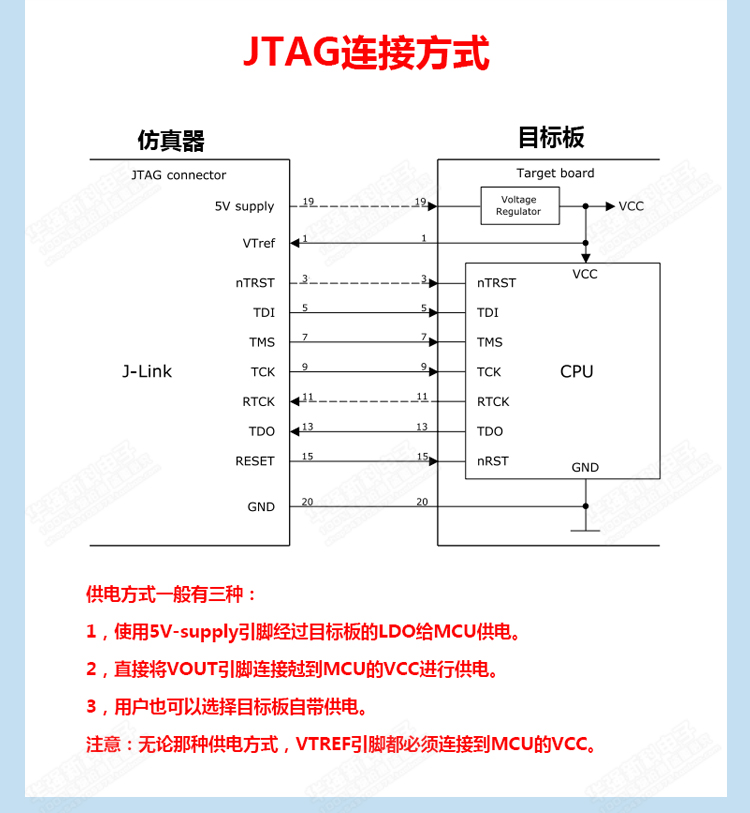 JTAG连接方式
仿真器 目标板
JTAG connector Target board
5V supply 19 19 Voltage Regulator VCC
VTref 1 1
VCC
nTRST 3 3 nTRST
TDI 5 5 TDI
TMS 7 7 TMS
J-Link TCK 9 9 TCK CPU
RTCK 11 11 RTCK
TDO 13 13 TDO
RESET 15 15 nRST
GND
GND 20 20
供电方式一般有三种：
1，使用5V-supply引脚经过目标板的LDO给MCU供电。
2，直接将VOUT引脚连接到MCU的VCC进行供电。
3，用户也可以选择目标板自带供电。
注意：无论那种供电方式，VTREF引脚都必须连接到MCU的VCC。